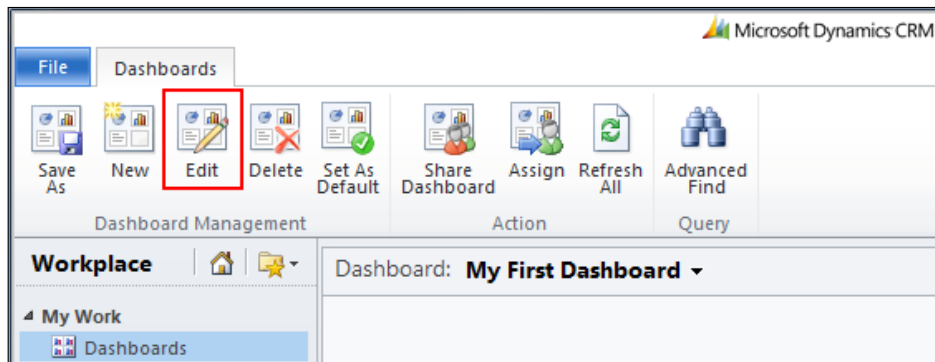 Microsoft Dynamics CRM
File Dashboards
Save As New Edit Delete Set As Default Share Dashboard Assign Refresh All Advanced Find
Dashboard Management Action Query
Workplace Dashboard: My First Dashboard
My Work
Dashboards